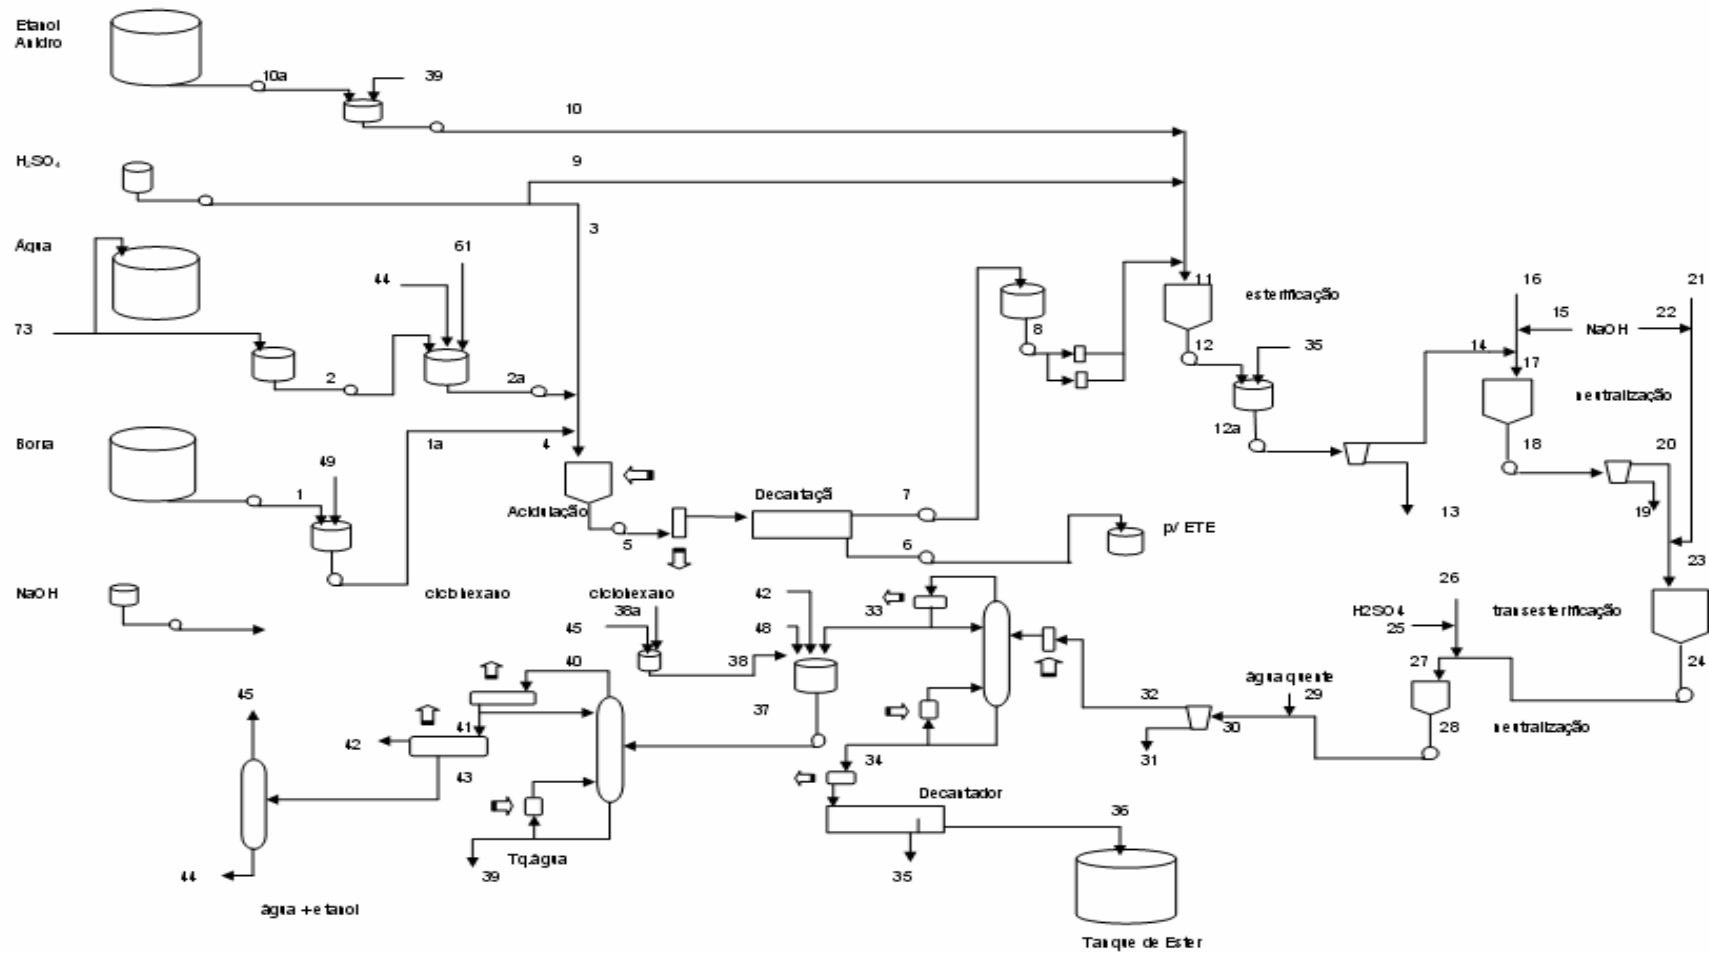 Etanol
Anidro
10a
39
10
H2SO4
9
3
Água
61
44
73
2
2a
8
11
esterificação
12
35
12a
16
21
15
NaOH
22
14
17
neutralização
18
20
13
19
23
Borra
1a
4
49
1
Acidulação
5
Decantaçã
7
6
p/ ETE
NaOH
ciclohexano
ciclohexano
38a
42
33
45
48
40
38
37
26
H2SO4
25
transesterificação
27
24
água quente
29
32
30
28
neutralização
31
45
41
42
43
34
Decantador
36
35
44
39
Tq.água
água +etanol
Tanque de Ester